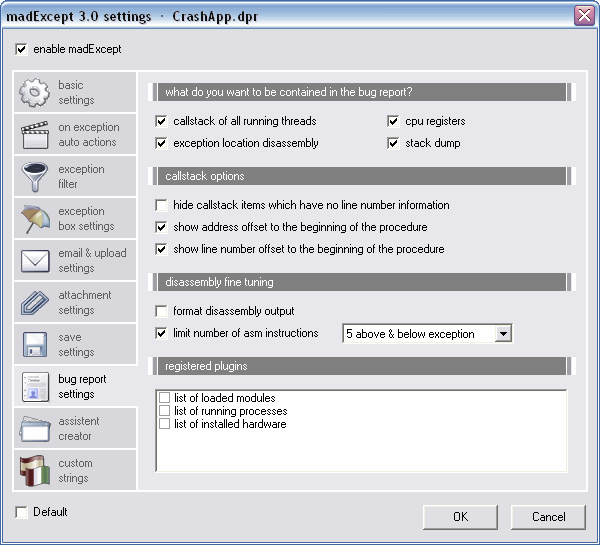 madExcept 3.0 settings · CrashApp.dpr
enable madExcept
basic
settings
on exception
auto actions
exception
filter
exception
box settings
email & upload
settings
attachment
settings
save
settings
bug report
settings
assistent
creator
custom
strings
what do you want to be contained in the bug report?
callstack of all running threads
cpu registers
exception location disassembly
stack dump
callstack options
hide callstack items which have no line number information
show address offset to the beginning of the procedure
show line number offset to the beginning of the procedure
disassembly fine tuning
format disassembly output
limit number of asm instructions
5 above & below exception
registered plugins
list of loaded modules
list of running processes
list of installed hardware
Default
OK
Cancel